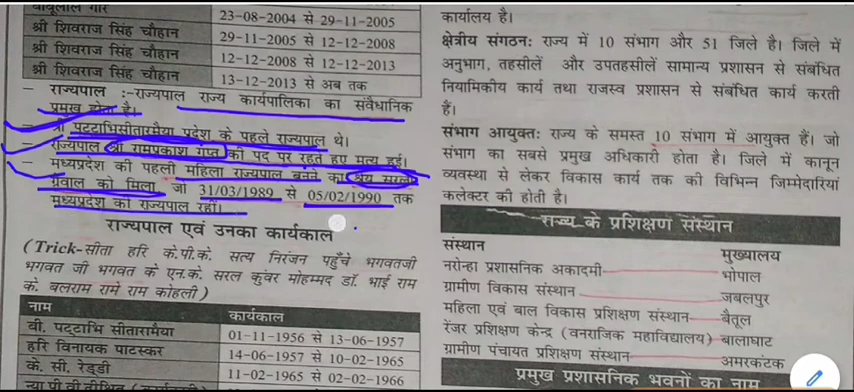 बाबूलाल गौर
23-08-2004 से 29-11-2005
श्री शिवराज सिंह चौहान
29-11-2005 से 12-12-2008
श्री शिवराज सिंह चौहान
12-12-2008 से 12-12-2013
श्री शिवराज सिंह चौहान
13-12-2013 से अब तक
– राज्यपाल :–राज्यपाल राज्य कार्यपालिका का संवैधानिक
प्रमुख होता है।
– श्री पट्टाभिसीतारमैया प्रदेश के पहले राज्यपाल थे।
– राज्यपाल श्री रामप्रकाश गुप्त की पद पर रहते हुए मृत्यु हुई।
– मध्यप्रदेश की पहली महिला राज्यपाल बनने का श्रेय सरला
ग्रेवाल को मिला जो 31/03/1989 से 05/02/1990 तक
मध्यप्रदेश की राज्यपाल रहीं।
राज्यपाल एवं उनका कार्यकाल
(Trick-सीता हरि के.पी.के. सत्य निरंजन पहुँचे भगवतजी
भगवत जी भगवत के एन.के. सरल कुंवर मोहम्मद डॉ. भाई राम
के. बलराम रामे राम कोहली)
नाम कार्यकाल
बी. पट्टाभि सीतारामैया 01-11-1956 से 13-06-1957
हरि विनायक पाटस्कर 14-06-1957 से 10-02-1965
के. सी. रेड्डी 11-02-1965 से 02-02-1966
कार्यालय है।
क्षेत्रीय संगठन: राज्य में 10 संभाग और 51 जिले है। जिले में
अनुभाग, तहसीलें और उपतहसीलें सामान्य प्रशासन से संबंधित
नियामिकीय कार्य तथा राजस्व प्रशासन से संबंधित कार्य करती
हैं।
संभाग आयुक्त: राज्य के समस्त 10 संभाग में आयुक्त हैं। जो
संभाग का सबसे प्रमुख अधिकारी होता है। जिले में कानून
व्यवस्था से लेकर विकास कार्य तक की विभिन्न जिम्मेदारियां
कलेक्टर की होती है।
राज्य के प्रशिक्षण संस्थान
संस्थान मुख्यालय
नरोन्हा प्रशासनिक अकादमी भोपाल
ग्रामीण विकास संस्थान जबलपुर
महिला एवं बाल विकास प्रशिक्षण संस्थान बैतूल
रेंजर प्रशिक्षण केन्द्र (वनराजिक महाविद्यालय) बालाघाट
ग्रामीण पंचायत प्रशिक्षण संस्थान अमरकंटक
प्रमुख प्रशासनिक भवनों का नाम